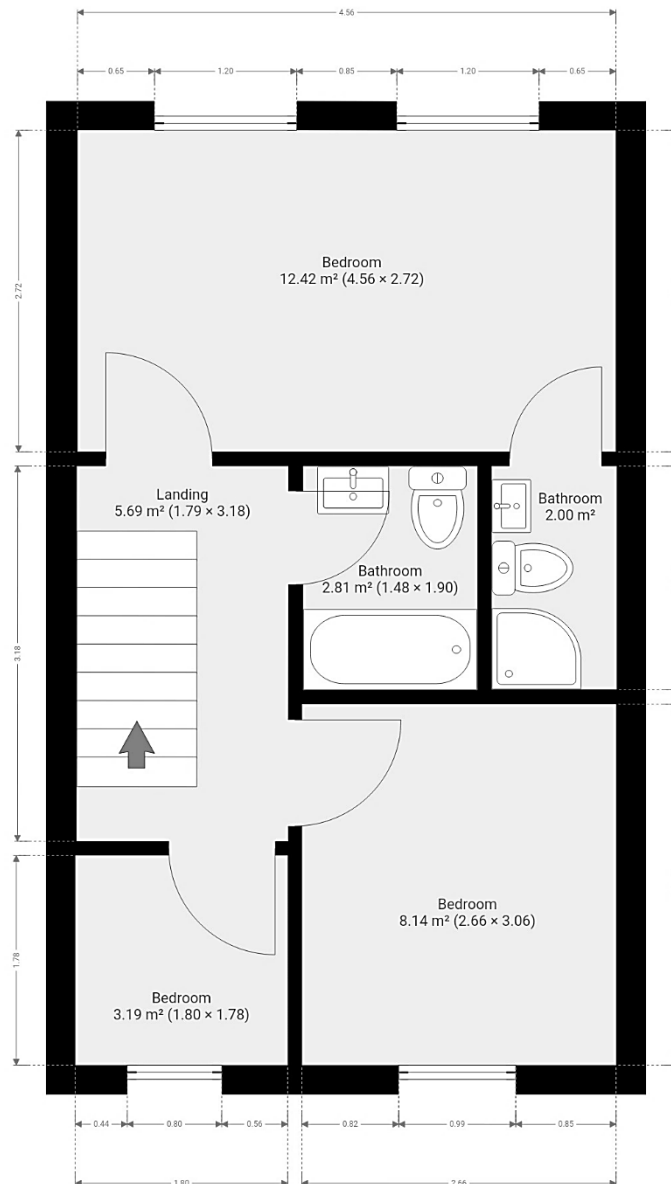 4.56
0.65
1.20
0.85
1.20
0.65
2.72
Bedroom
12.42 m² (4.56 × 2.72)
Landing
5.69 m² (1.79 × 3.18)
Bathroom
2.00 m²
Bathroom
2.81 m² (1.48 × 1.90)
3.18
Bedroom
8.14 m² (2.66 × 3.06)
1.78
Bedroom
3.19 m² (1.80 × 1.78)
0.44
0.80
0.56
0.82
0.99
0.85
1.80
2.66